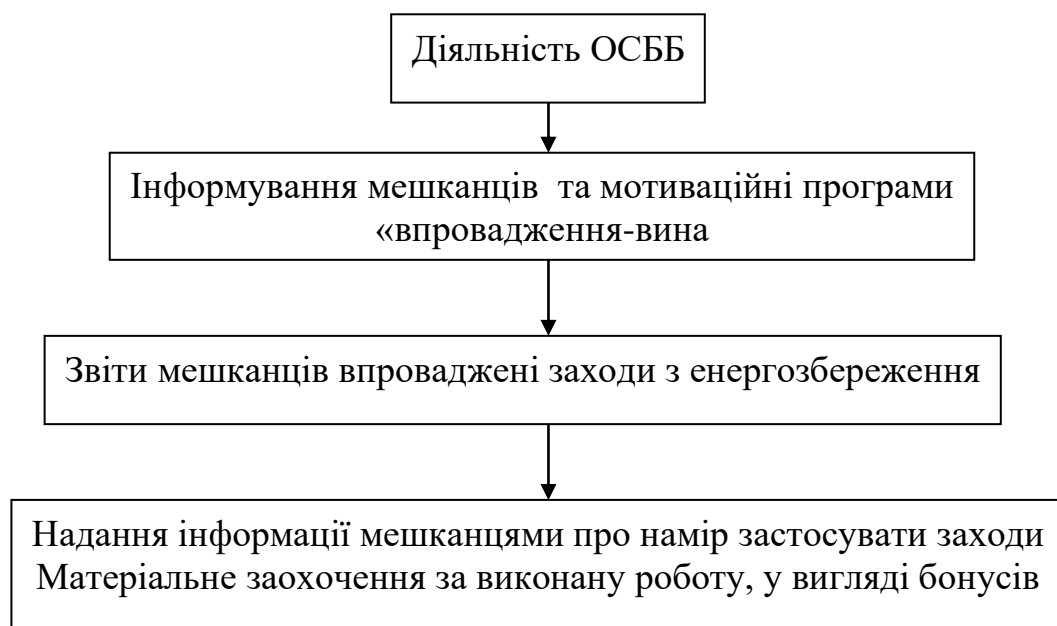 Діяльність ОСББ
Інформування мешканців та мотиваційні програми
«впровадження-вина
Звіти мешканців впроваджені заходи з енергозбереження
Надання інформації мешканцями про намір застосувати заходи
Матеріальне заохочення за виконану роботу, у вигляді бонусів